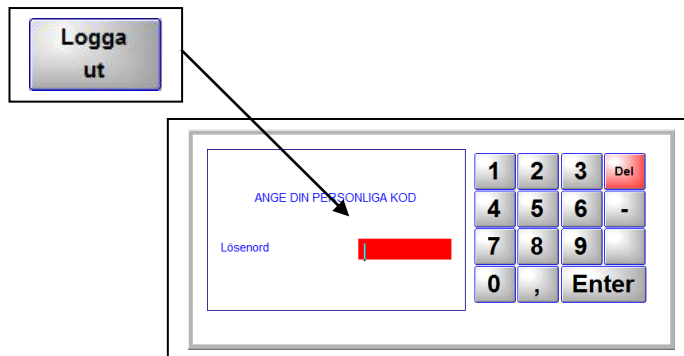 Logga
ut
ANGE DIN PERSONLIGA KOD
Lösenord
1 2 3 Del
4 5 6 -
7 8 9
0 , Enter